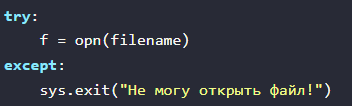 try:
    f = opn(filename)
except:
    sys.exit("Не могу открыть файл!")